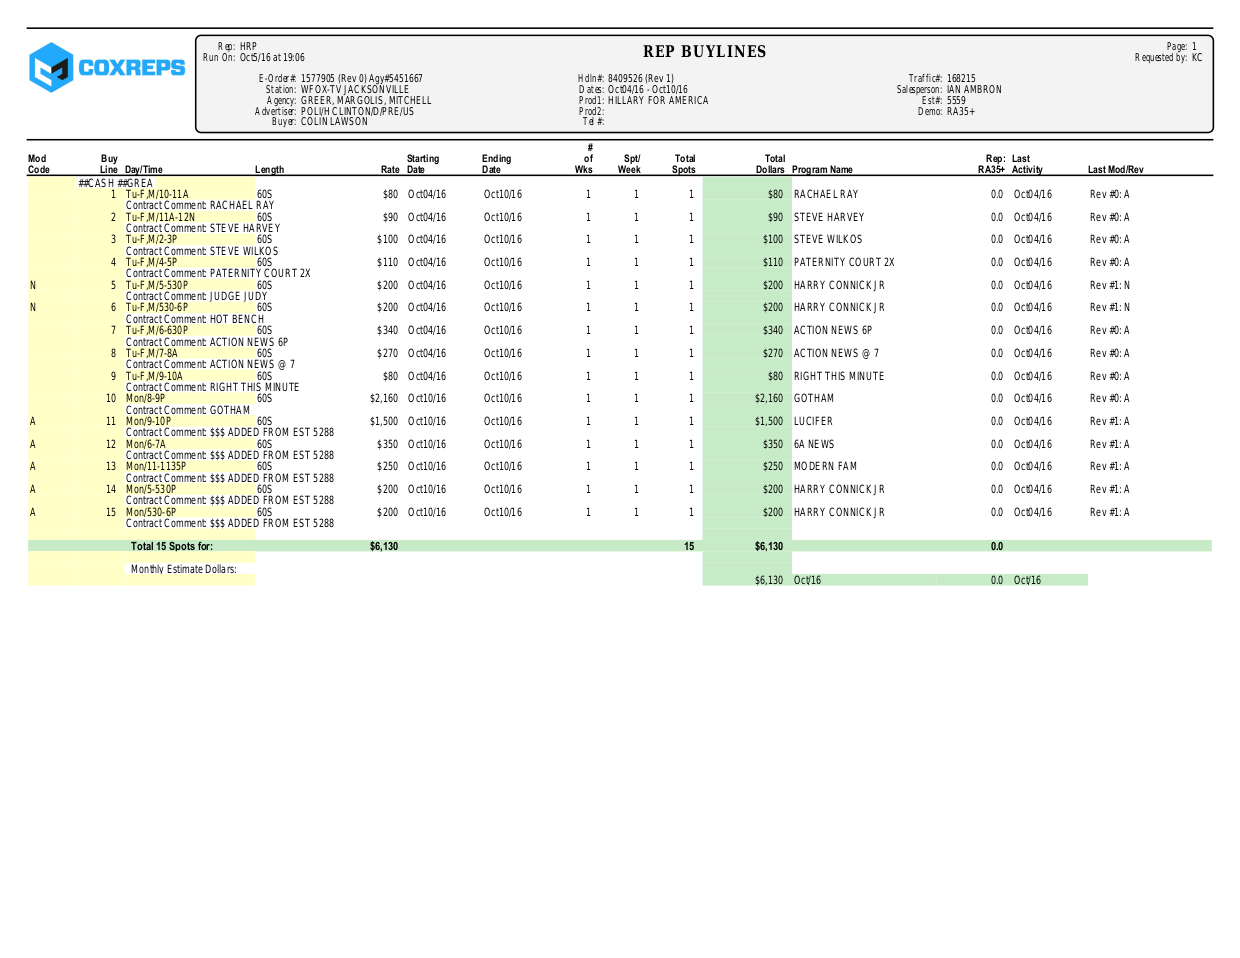 COXREPS
Rep: HRP
Run On: Oct5/16 at 19:06
REP BUYLINES
Page: 1
Requested by: KC
E-Order#: 1577905 (Rev 0) Agy#5451667
Station: WFOX-TV JACKSONVILLE
Agency: GREER, MARGOLIS, MITCHELL
Advertiser: POLI/H CLINTON/D/PRE/US
Buyer: COLIN LAWSON
Hdln#: 8409526 (Rev 1)
Dates: Oct04/16 - Oct10/16
Prod1: HILLARY FOR AMERICA
Prod2:
Tel #:
Traffic#: 168215
Salesperson: IAN AMBRON
Est#: 5559
Demo: RA35+
Mod Code Buy Line Day/Time Length Rate Starting Date Ending Date # of Wks Spt/ Week Total Spots Total Dollars Program Name Rep: RA35+ Last Activity Last Mod/Rev
##CASH ##GREA
1 Tu-F,M/10-11A 60S $80 Oct04/16 Oct10/16 1 1 1 $80 RACHAEL RAY 0.0 Oct04/16 Rev #0: A
Contract Comment: RACHAEL RAY
2 Tu-F,M/11A-12N 60S $90 Oct04/16 Oct10/16 1 1 1 $90 STEVE HARVEY 0.0 Oct04/16 Rev #0: A
Contract Comment: STEVE HARVEY
3 Tu-F,M/2-3P 60S $100 Oct04/16 Oct10/16 1 1 1 $100 STEVE WILKOS 0.0 Oct04/16 Rev #0: A
Contract Comment: STEVE WILKOS
4 Tu-F,M/4-5P 60S $110 Oct04/16 Oct10/16 1 1 1 $110 PATERNITY COURT 2X 0.0 Oct04/16 Rev #0: A
Contract Comment: PATERNITY COURT 2X
N 5 Tu-F,M/5-530P 60S $200 Oct04/16 Oct10/16 1 1 1 $200 HARRY CONNICK JR 0.0 Oct04/16 Rev #1: N
Contract Comment: JUDGE JUDY
N 6 Tu-F,M/530-6P 60S $200 Oct04/16 Oct10/16 1 1 1 $200 HARRY CONNICK JR 0.0 Oct04/16 Rev #1: N
Contract Comment: HOT BENCH
7 Tu-F,M/6-630P 60S $340 Oct04/16 Oct10/16 1 1 1 $340 ACTION NEWS 6P 0.0 Oct04/16 Rev #0: A
Contract Comment: ACTION NEWS 6P
8 Tu-F,M/7-8A 60S $270 Oct04/16 Oct10/16 1 1 1 $270 ACTION NEWS @ 7 0.0 Oct04/16 Rev #0: A
Contract Comment: ACTION NEWS @ 7
9 Tu-F,M/9-10A 60S $80 Oct04/16 Oct10/16 1 1 1 $80 RIGHT THIS MINUTE 0.0 Oct04/16 Rev #0: A
Contract Comment: RIGHT THIS MINUTE
10 Mon/8-9P 60S $2,160 Oct10/16 Oct10/16 1 1 1 $2,160 GOTHAM 0.0 Oct04/16 Rev #0: A
Contract Comment: GOTHAM
A 11 Mon/9-10P 60S $1,500 Oct10/16 Oct10/16 1 1 1 $1,500 LUCIFER 0.0 Oct04/16 Rev #1: A
Contract Comment: $$$ ADDED FROM EST 5288
A 12 Mon/6-7A 60S $350 Oct10/16 Oct10/16 1 1 1 $350 6A NEWS 0.0 Oct04/16 Rev #1: A
Contract Comment: $$$ ADDED FROM EST 5288
A 13 Mon/11-1135P 60S $250 Oct10/16 Oct10/16 1 1 1 $250 MODERN FAM 0.0 Oct04/16 Rev #1: A
Contract Comment: $$$ ADDED FROM EST 5288
A 14 Mon/5-530P 60S $200 Oct10/16 Oct10/16 1 1 1 $200 HARRY CONNICK JR 0.0 Oct04/16 Rev #1: A
Contract Comment: $$$ ADDED FROM EST 5288
A 15 Mon/530-6P 60S $200 Oct10/16 Oct10/16 1 1 1 $200 HARRY CONNICK JR 0.0 Oct04/16 Rev #1: A
Contract Comment: $$$ ADDED FROM EST 5288
Total 15 Spots for: $6,130 15 $6,130 0.0
Monthly Estimate Dollars:
$6,130 Oct/16 0.0 Oct/16